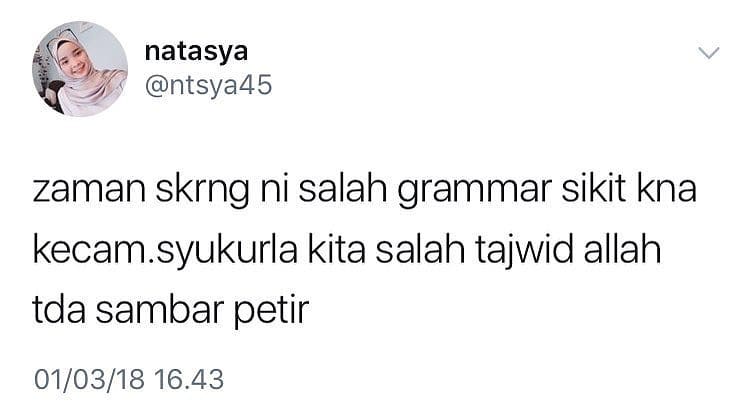 natasya
@ntsya45
zaman skrng ni salah grammar sikit kna
kecam.syukurla kita salah tajwid allah
tda sambar petir
01/03/18 16.43